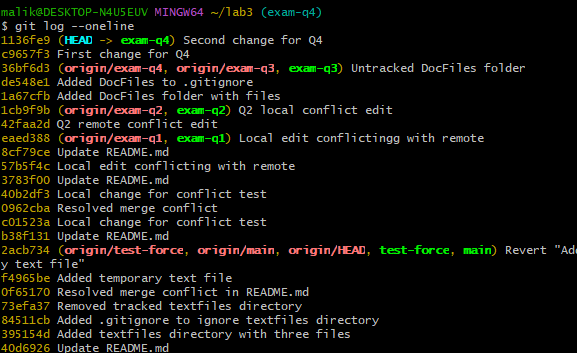 malik@DESKTOP-N4U5EUV MINGW64 ~/lab3 (exam-q4)
$ git log --oneline
1136fe9 (HEAD -> exam-q4) Second change for Q4
c9657f3 First change for Q4
36bf6d3 (origin/exam-q4, origin/exam-q3, exam-q3) Untracked DocFiles folder
de548e1 Added DocFiles to .gitignore
1a67cfb Added DocFiles folder with files
1cb9f9b (origin/exam-q2, exam-q2) Q2 local conflict edit
42faa2d Q2 remote conflict edit
eaed388 (origin/exam-q1, exam-q1) Local edit conflictingg with remote
8cf79ce Update README.md
57b5f4c Local edit conflicting with remote
3783f00 Update README.md
40b2df3 Local change for conflict test
0962cba Resolved merge conflict
c01523a Local change for conflict test
b38f131 Update README.md
2acb734 (origin/test-force, origin/main, origin/HEAD, test-force, main) Revert "Ad
y text file"
f4965be Added temporary text file
0f65170 Resolved merge conflict in README.md
73efa37 Removed tracked textfiles directory
84511cb Added .gitignore to ignore textfiles directory
395154d Added textfiles directory with three files
40d6926 Update README.md